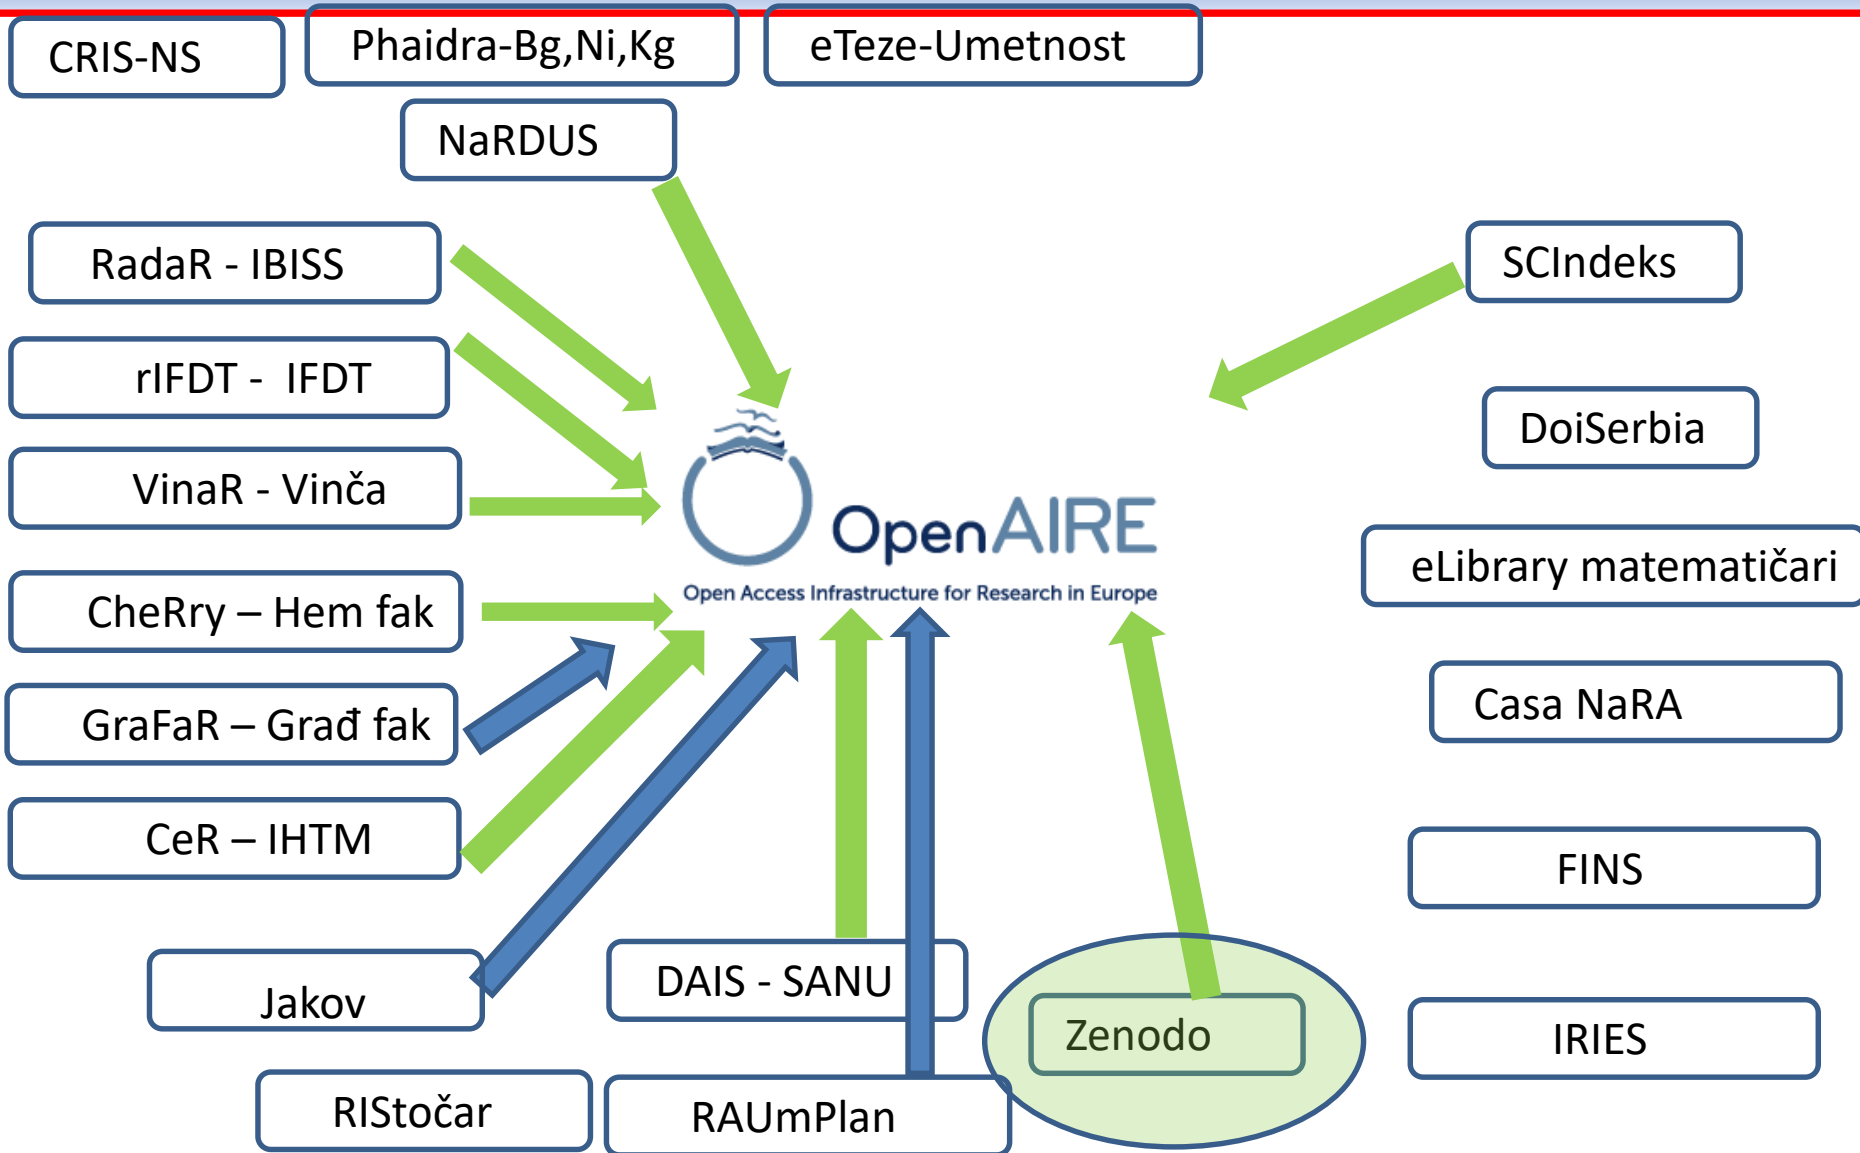 CRIS-NS
Phaidra-Bg,Ni,Kg
eTeze-Umetnost
NaRDUS
RadaR - IBISS
SCIndeks
rIFDT - IFDT
DoiSerbia
VinaR - Vinča
OpenAIRE
Open Access Infrastructure for Research in Europe
eLibrary matematičari
CheRry – Hem fak
GraFaR – Građ fak
Casa NaRA
CeR – IHTM
FINS
Jakov
DAIS - SANU
Zenodo
IRIES
RIStočar
RAUmPlan